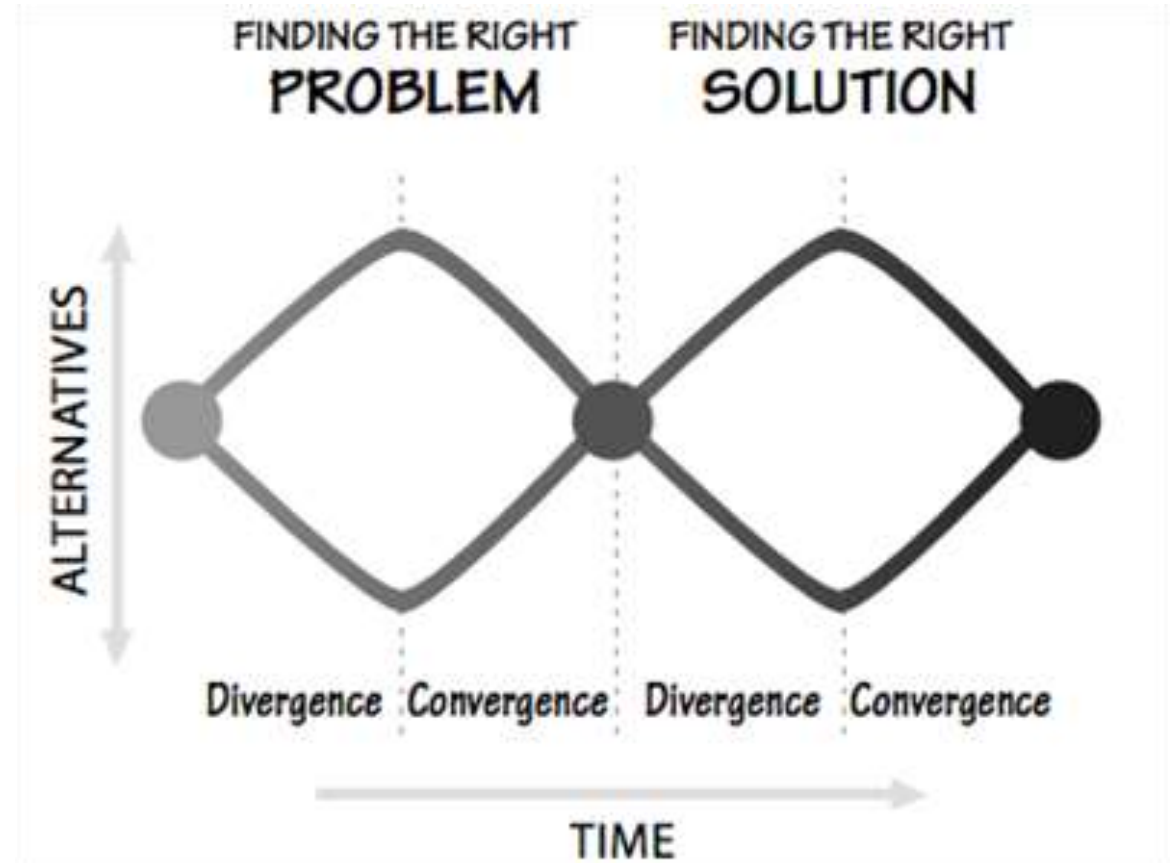 FINDING THE RIGHT
PROBLEM
FINDING THE RIGHT
SOLUTION
ALTERNATIVES
Divergence
Convergence
Divergence
Convergence
TIME